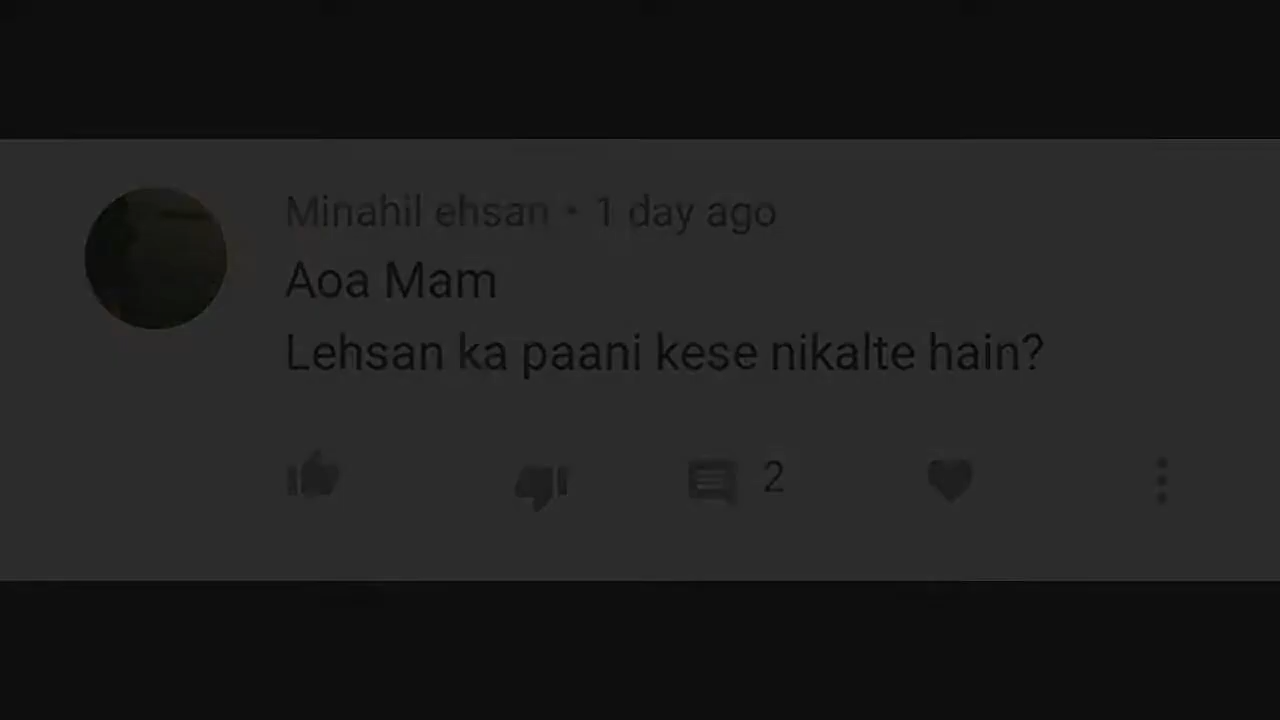 Minahil ehsan • 1 day ago
Aoa Mam
Lehsan ka paani kese nikalte hain?
2